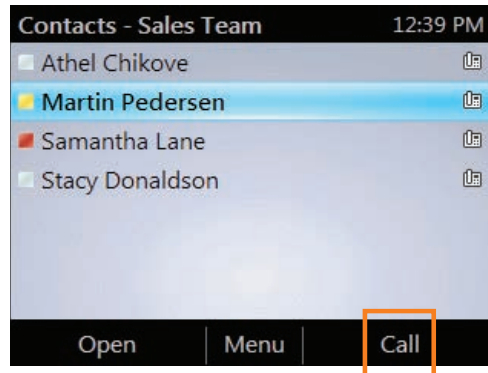 Contacts - Sales Team 12:39 PM
Athel Chikove
Martin Pedersen
Samantha Lane
Stacy Donaldson
Open Menu Call